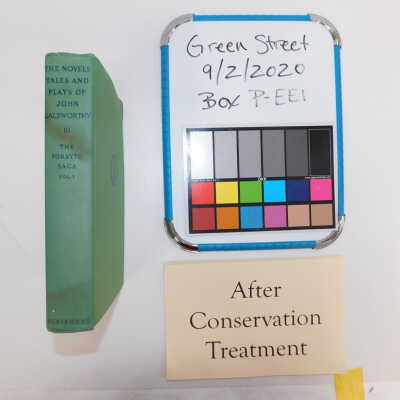 THE NOVELS
TALES AND
PLAYS OF
JOHN
GALSWORTHY
III
THE
FORSYTE
SAGA
VOL. I
SCRIBNERS
Green Street
9/2/2020
Box P-EE1
After
Conservation
Treatment